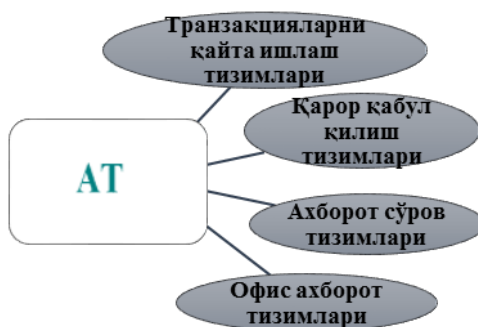 Транзакцияларни
қайта ишлаш
тизимлари
Қарор қабул
қилиш
тизимлари
АТ
Ахборот сўров
тизимлари
Офис ахборот
тизимлари